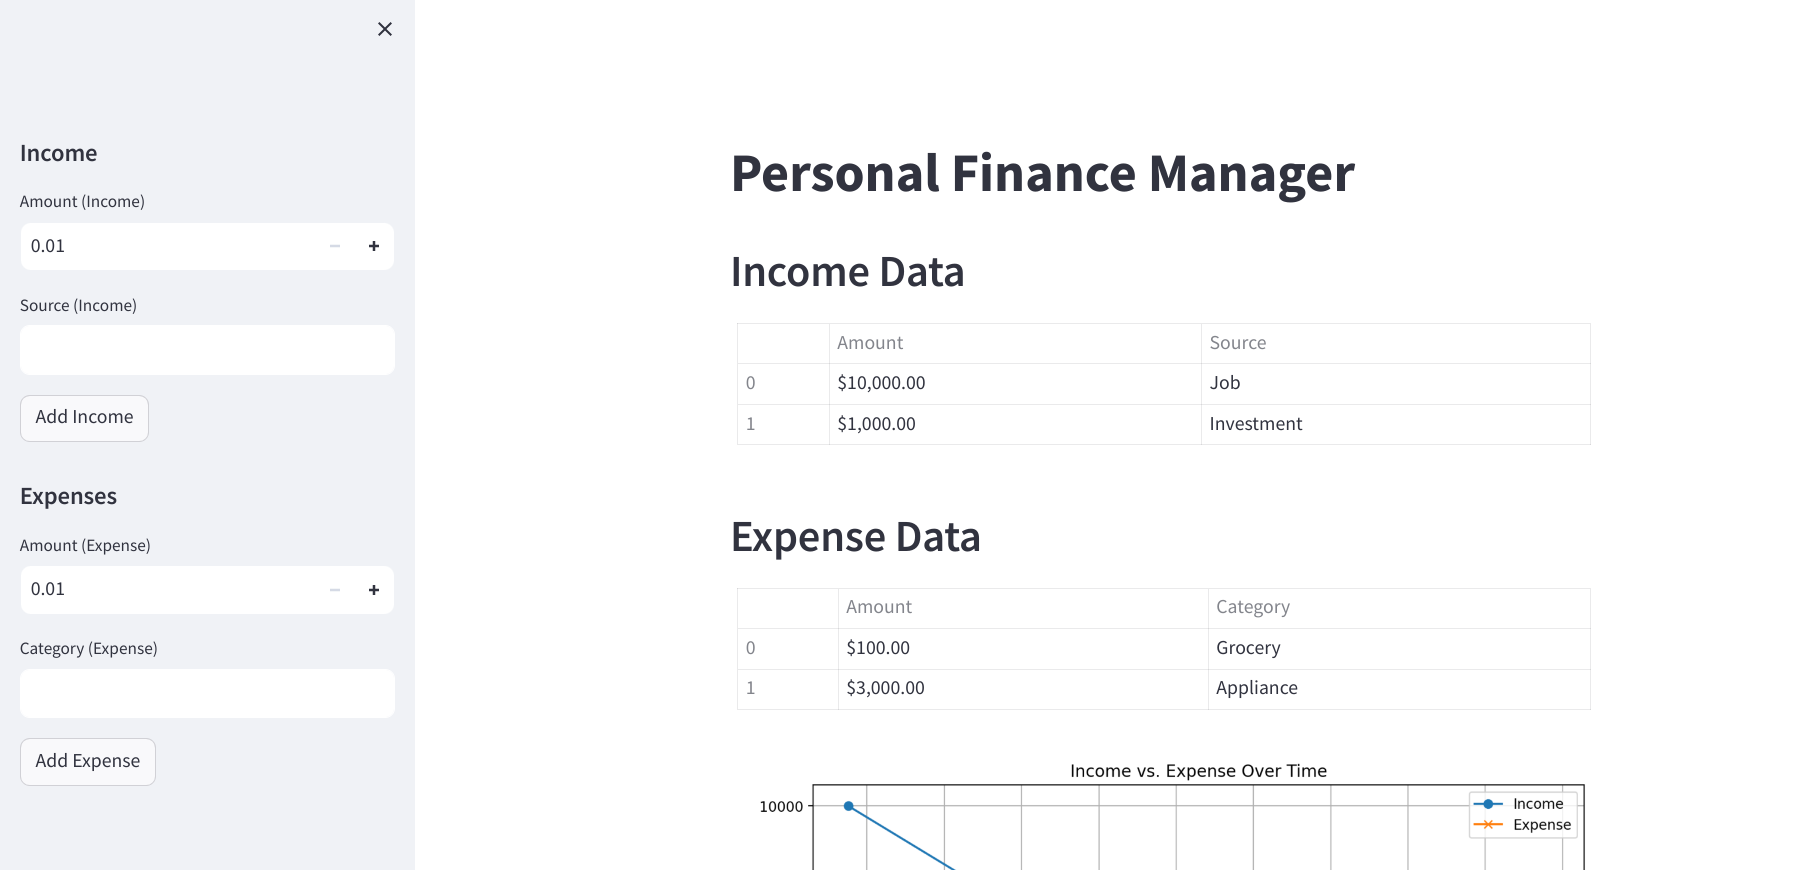 Income
Amount (Income)
0.01
Source (Income)
Add Income
Expenses
Amount (Expense)
0.01
Category (Expense)
Add Expense
Personal Finance Manager
Income Data
Amount Source
0 $10,000.00 Job
1 $1,000.00 Investment
Expense Data
Amount Category
0 $100.00 Grocery
1 $3,000.00 Appliance
Income vs. Expense Over Time
10000
Income
Expense